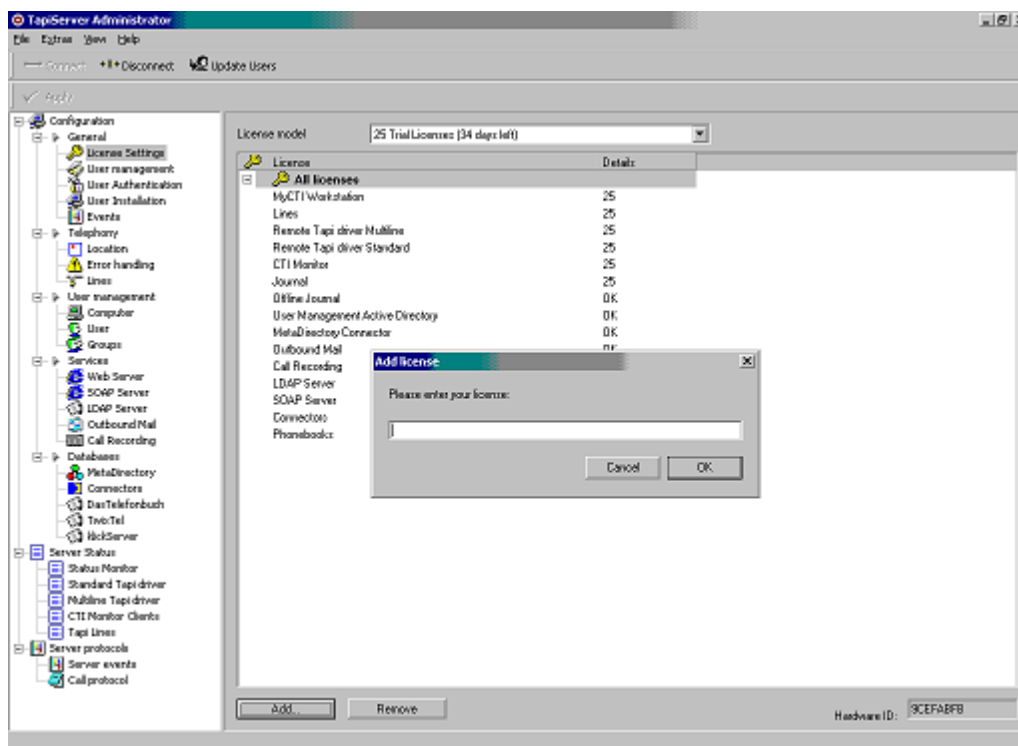 TapiServer Administrator
File Extras View Help
Connect Disconnect Update Users
Apply
Configuration
General
License Settings
User management
User Authentication
User Installation
Events
Telephony
Location
Error handling
Lines
User management
Computer
User
Groups
Services
Web Server
SOAP Server
LDAP Server
Outbound Mail
Call Recording
Databases
MetaDirectory
Connectors
DasTelefonbuch
TwixTel
KlickServer
Server Status
Status Monitor
Standard Tapi driver
Multiline Tapi driver
CTI Monitor Clients
Tapi Lines
Server protocols
Server events
Call protocol
License model 25 Trial Licenses (34 days left)
License Details
All licenses
MyCTI Workstation 25
Lines 25
Remote Tapi driver Multiline 25
Remote Tapi driver Standard 25
CTI Monitor 25
Journal 25
Offline Journal OK
User Management Active Directory OK
MetaDirectory Connector OK
Outbound Mail OK
Call Recording
LDAP Server
SOAP Server
Connectors
Phonebooks
Add license
Please enter your license:
Cancel OK
Add... Remove
Hardware ID: 9CEFABF8